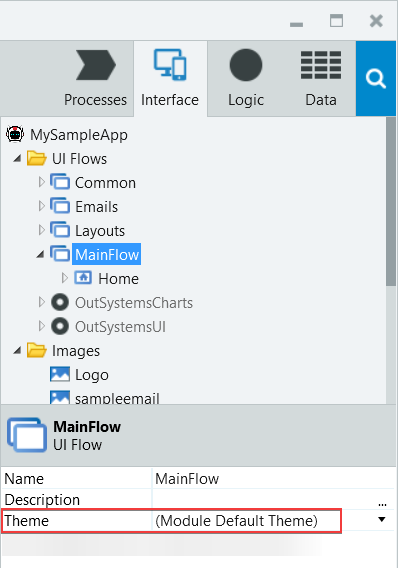 Processes Interface Logic Data
MySampleApp
UI Flows
Common
Emails
Layouts
MainFlow
Home
OutSystemsCharts
OutSystemsUI
Images
Logo
sampleemail
MainFlow
UI Flow
Name MainFlow
Description ...
Theme (Module Default Theme)